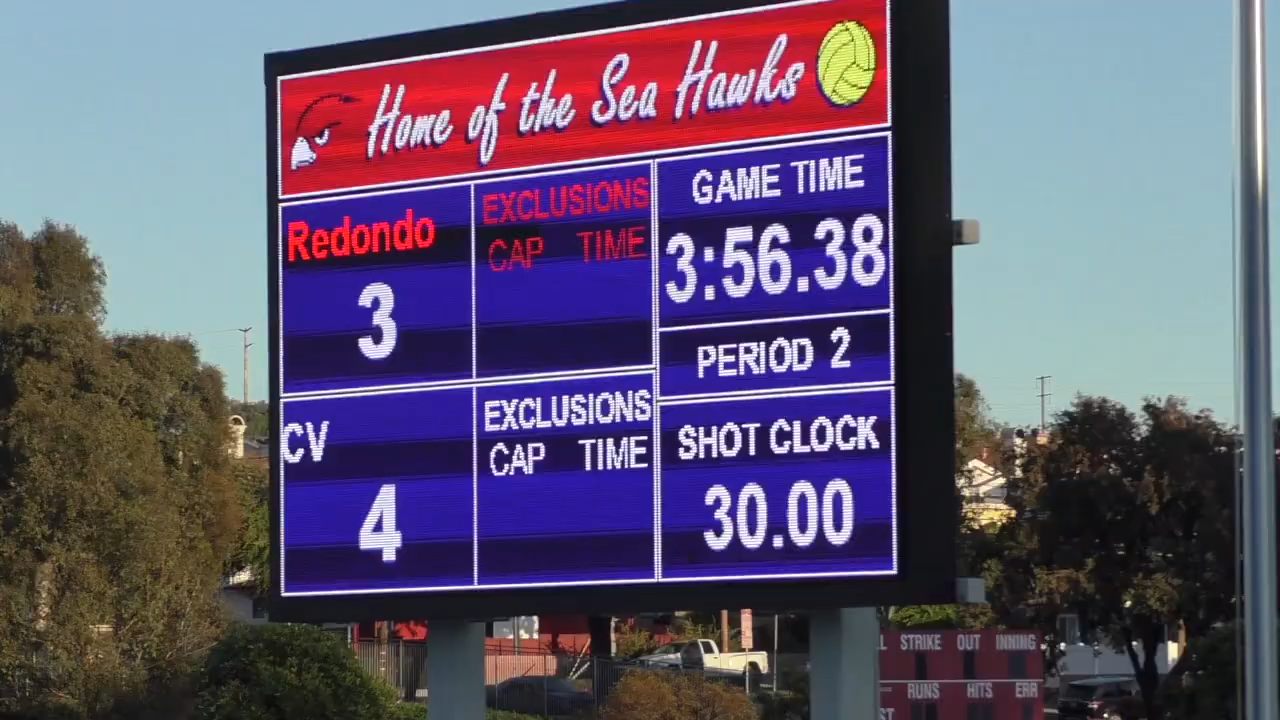 Home of the Sea Hawks
Redondo
3
EXCLUSIONS
CAP TIME
GAME TIME
3:56.38
PERIOD 2
CV
4
EXCLUSIONS
CAP TIME
SHOT CLOCK
30.00
STRIKE OUT INNING
RUNS HITS ERR